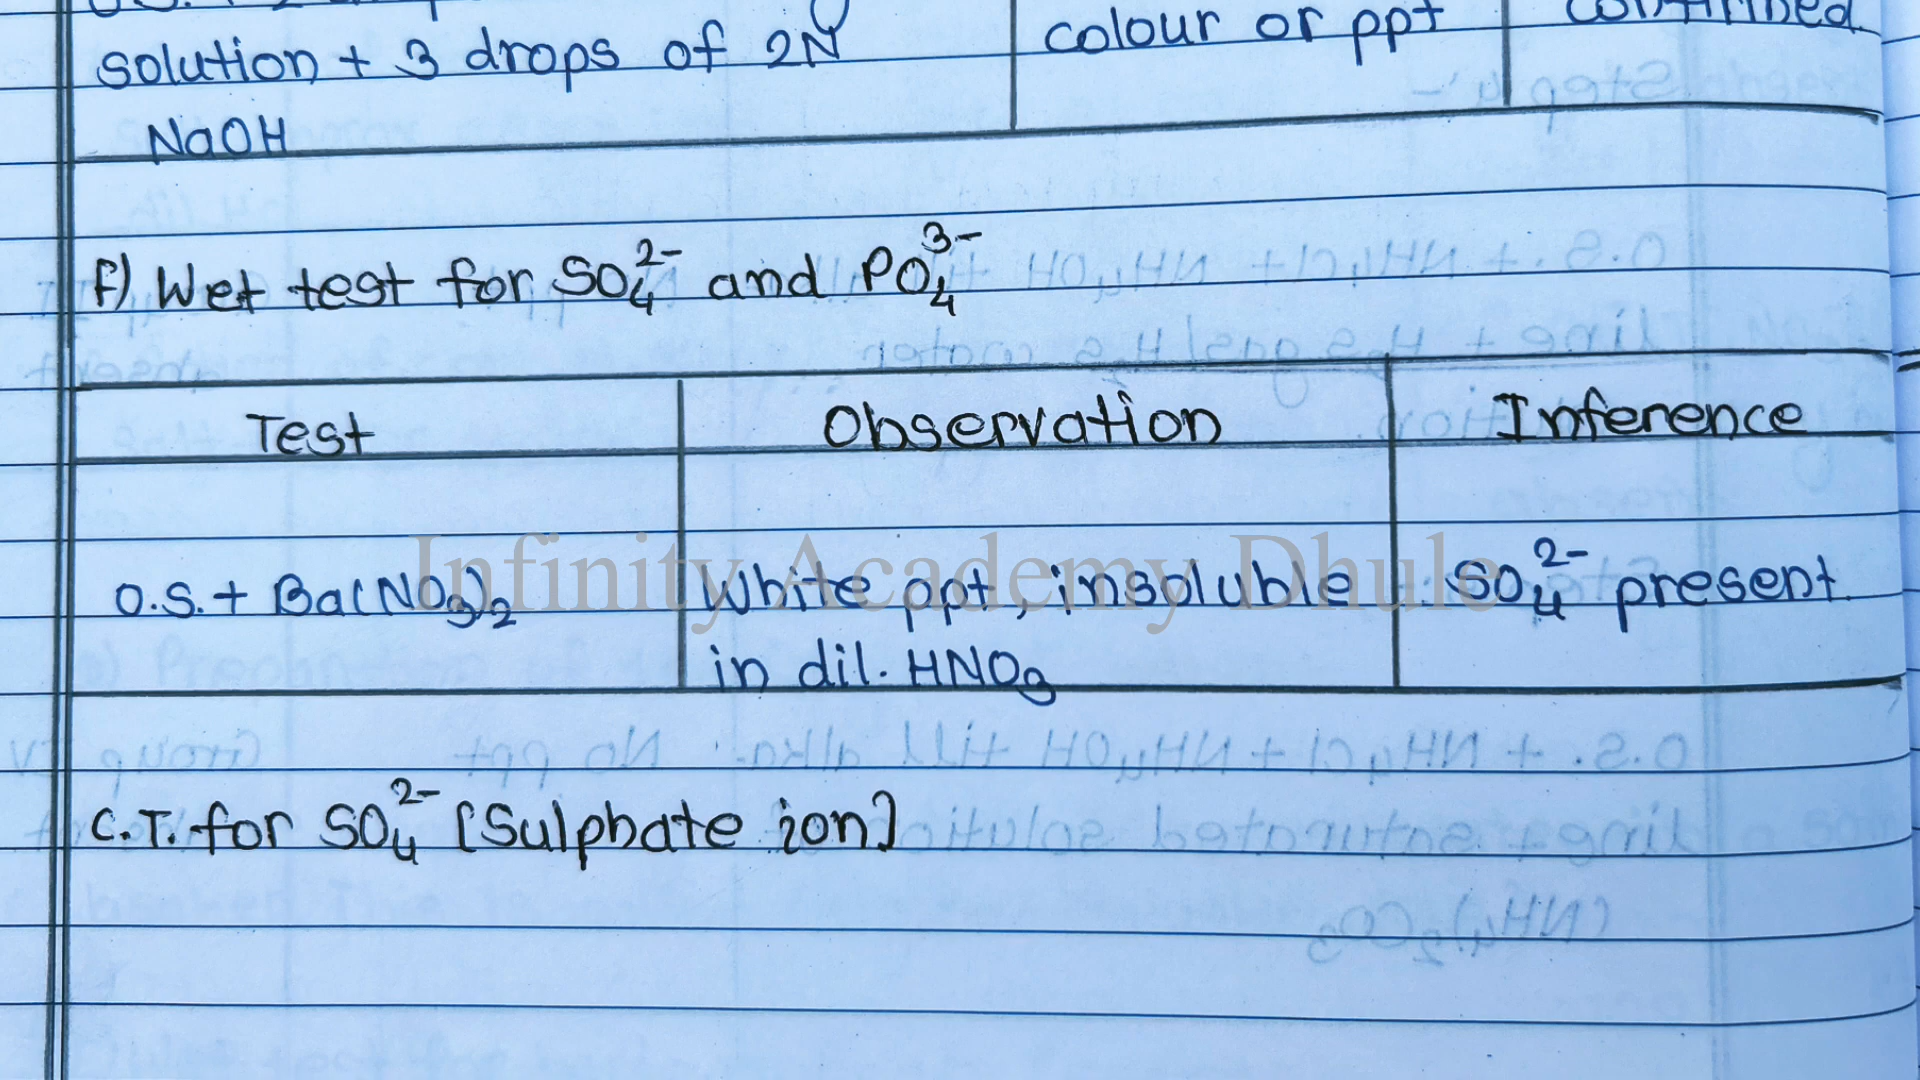 solution + 3 drops of 2N
colour or ppt
confirmed
NaOH
f) Wet test for SO₄²⁻ and PO₄³⁻
Test
Observation
Inference
O.S. + Ba(NO₃)₂
White ppt, insoluble
in dil. HNO₃
SO₄²⁻ present
Infinity Academy Dhule
C.T. for SO₄²⁻ [Sulphate ion]